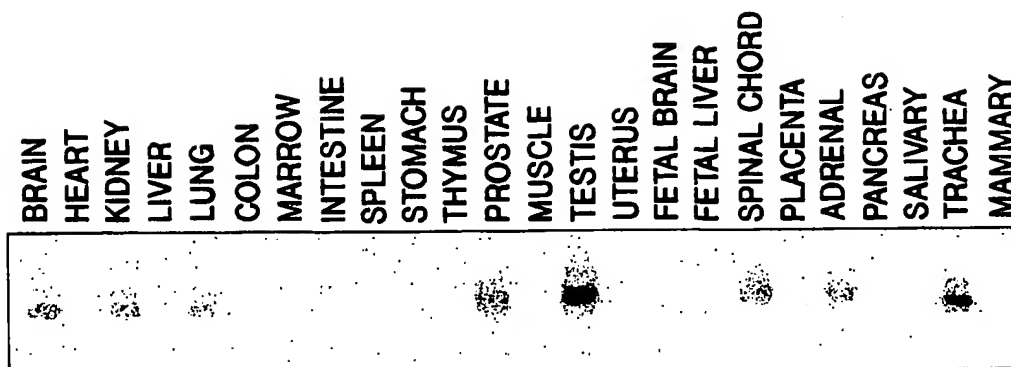 BRAIN
HEART
KIDNEY
LIVER
LUNG
COLON
MARROW
INTESTINE
SPLEEN
STOMACH
THYMUS
PROSTATE
MUSCLE
TESTIS
UTERUS
FETAL BRAIN
FETAL LIVER
SPINAL CHORD
PLACENTA
ADRENAL
PANCREAS
SALIVARY
TRACHEA
MAMMARY